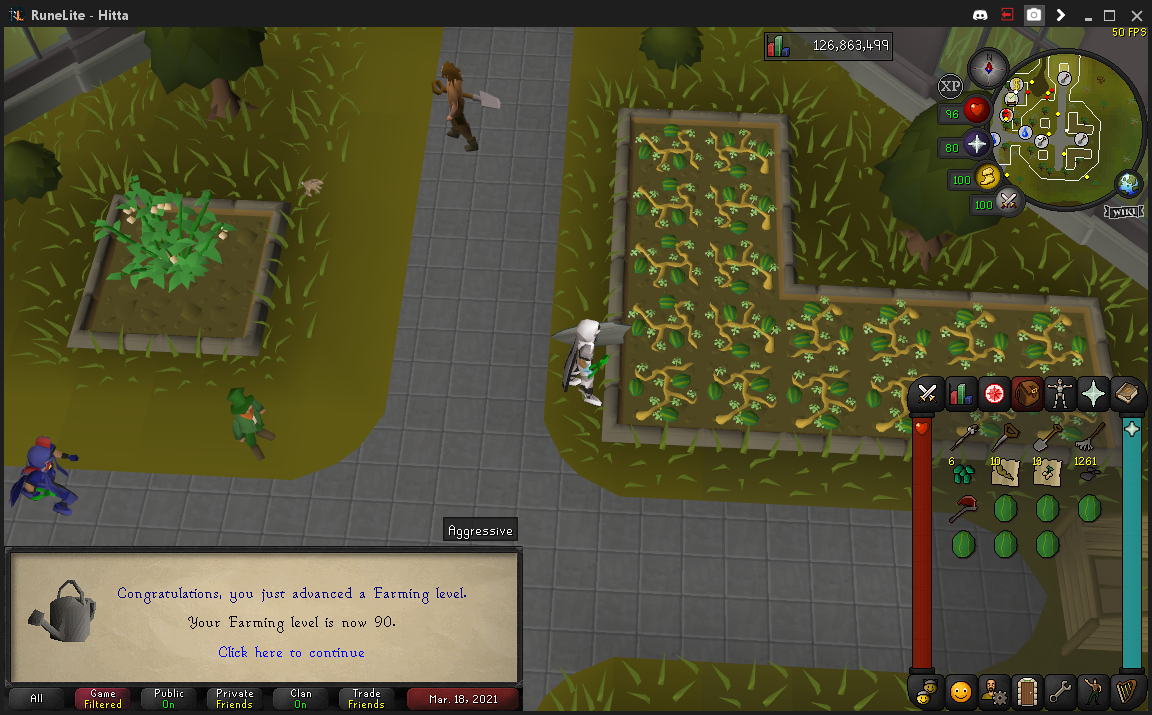 RuneLite - Hitta
50 FPS
126,863,499
N
XP
96
80
100
100
WIKI
6
10
13
1261
Aggressive
Congratulations, you just advanced a Farming level.
Your Farming level is now 90.
Click here to continue
All
Game
Filtered
Public
On
Private
Friends
Clan
On
Trade
Friends
Mar. 18, 2021